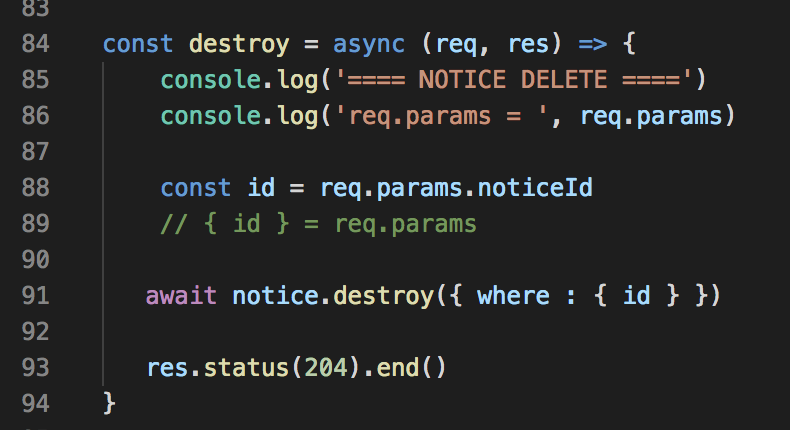 83
84 const destroy = async (req, res) => {
85 console.log('==== NOTICE DELETE ====')
86 console.log('req.params = ', req.params)
87
88 const id = req.params.noticeId
89 // { id } = req.params
90
91 await notice.destroy({ where : { id } })
92
93 res.status(204).end()
94 }